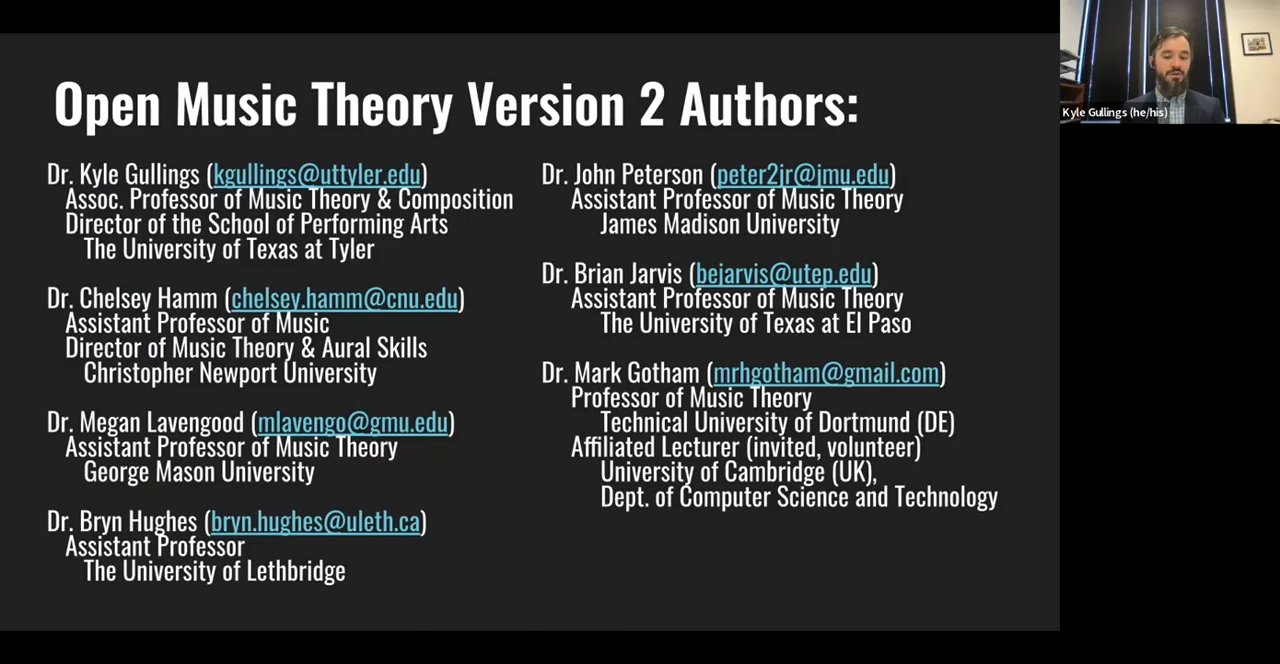 Open Music Theory Version 2 Authors:
Dr. Kyle Gullings (kgullings@uttyler.edu)
Assoc. Professor of Music Theory & Composition
Director of the School of Performing Arts
The University of Texas at Tyler
Dr. Chelsey Hamm (chelsey.hamm@cnu.edu)
Assistant Professor of Music
Director of Music Theory & Aural Skills
Christopher Newport University
Dr. Megan Lavengood (mlavengo@gmu.edu)
Assistant Professor of Music Theory
George Mason University
Dr. Bryn Hughes (bryn.hughes@uleth.ca)
Assistant Professor
The University of Lethbridge
Dr. John Peterson (peter2jr@jmu.edu)
Assistant Professor of Music Theory
James Madison University
Dr. Brian Jarvis (bejarvis@utep.edu)
Assistant Professor of Music Theory
The University of Texas at El Paso
Dr. Mark Gotham (mrhgotham@gmail.com)
Professor of Music Theory
Technical University of Dortmund (DE)
Affiliated Lecturer (invited, volunteer)
University of Cambridge (UK),
Dept. of Computer Science and Technology
Kyle Gullings (he/his)